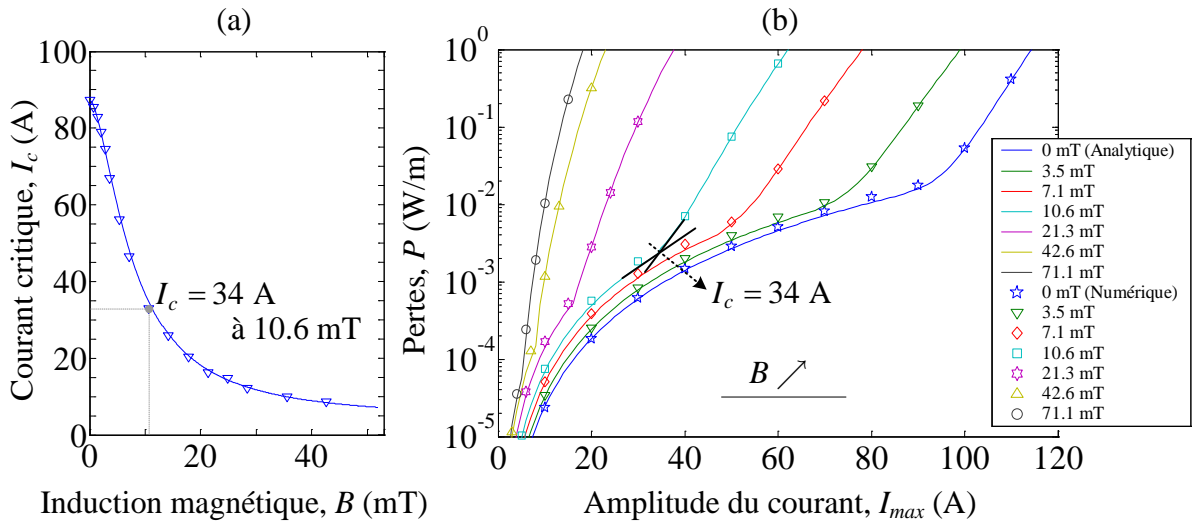 (a)
Courant critique, I_c (A)
100
80
60
40
20
0
I_c = 34 A
à 10.6 mT
0 20 40
Induction magnétique, B (mT)
(b)
Pertes, P (W/m)
10^0
10^-1
10^-2
10^-3
10^-4
10^-5
I_c = 34 A
B
0 20 40 60 80 100 120
Amplitude du courant, I_max (A)
0 mT (Analytique)
3.5 mT
7.1 mT
10.6 mT
21.3 mT
42.6 mT
71.1 mT
0 mT (Numérique)
3.5 mT
7.1 mT
10.6 mT
21.3 mT
42.6 mT
71.1 mT